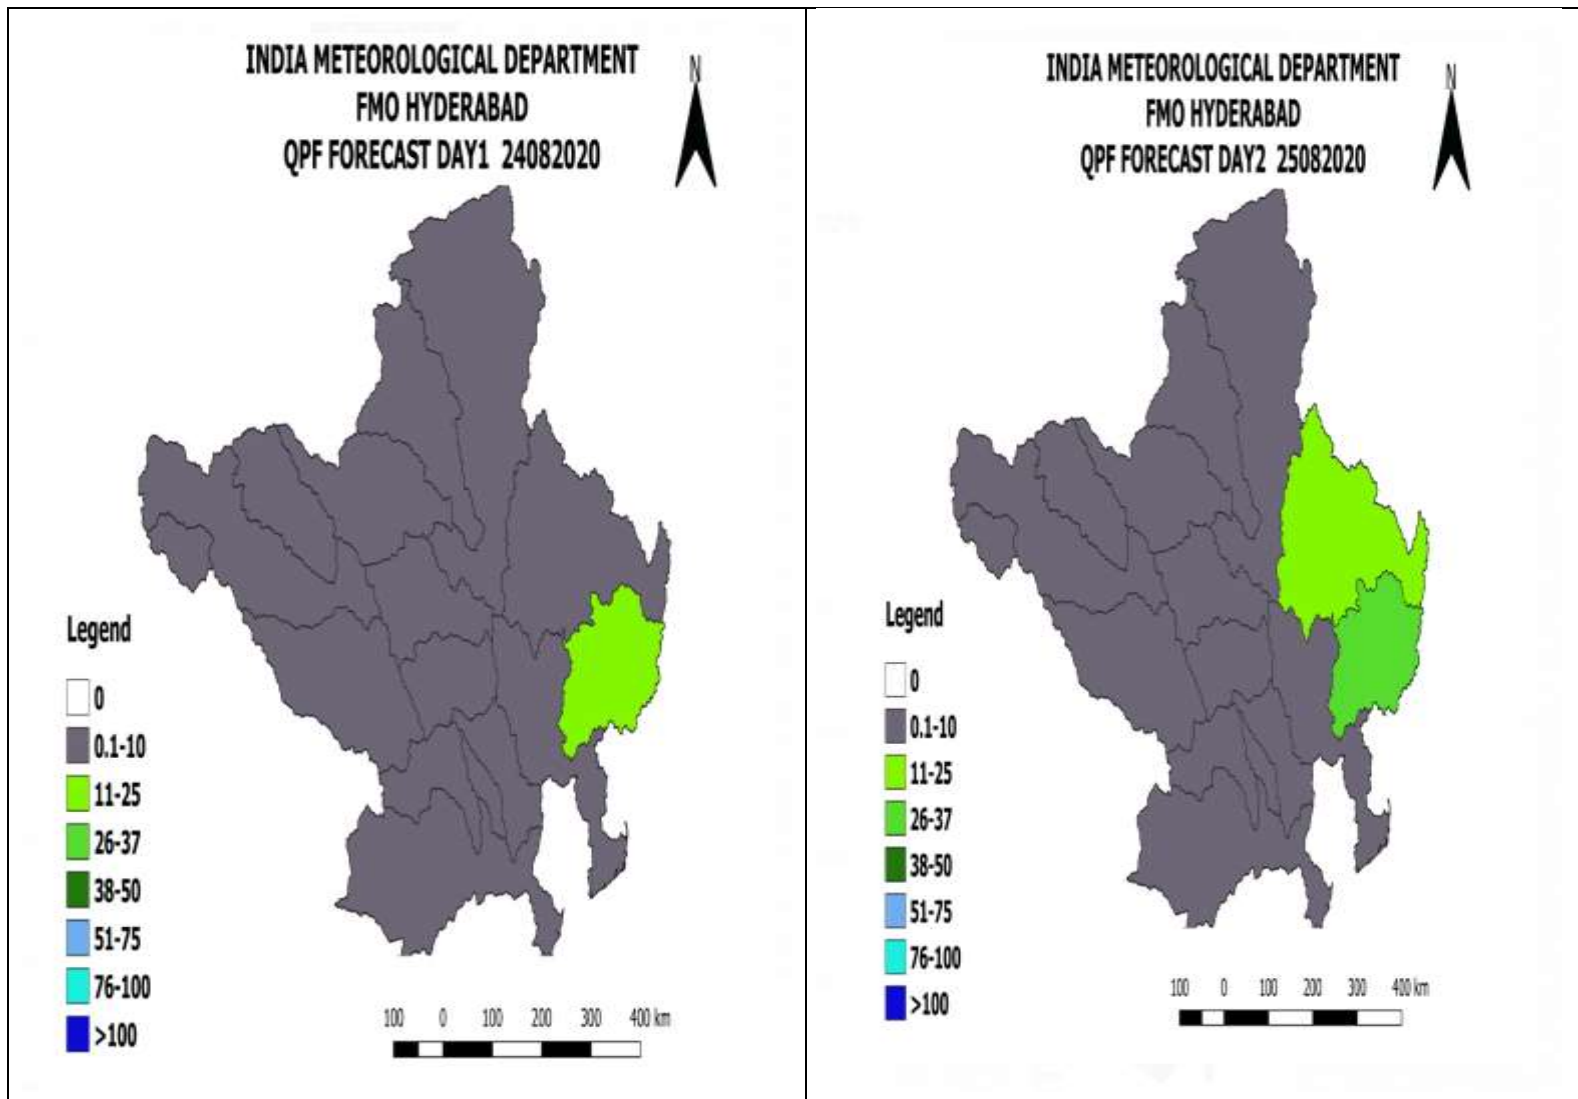 INDIA METEOROLOGICAL DEPARTMENT
FMO HYDERABAD
QPF FORECAST DAY1 24082020
N
Legend
0
0.1-10
11-25
26-37
38-50
51-75
76-100
>100
100 0 100 200 300 400 km
INDIA METEOROLOGICAL DEPARTMENT
FMO HYDERABAD
QPF FORECAST DAY2 25082020
N
Legend
0
0.1-10
11-25
26-37
38-50
51-75
76-100
>100
100 0 100 200 300 400 km